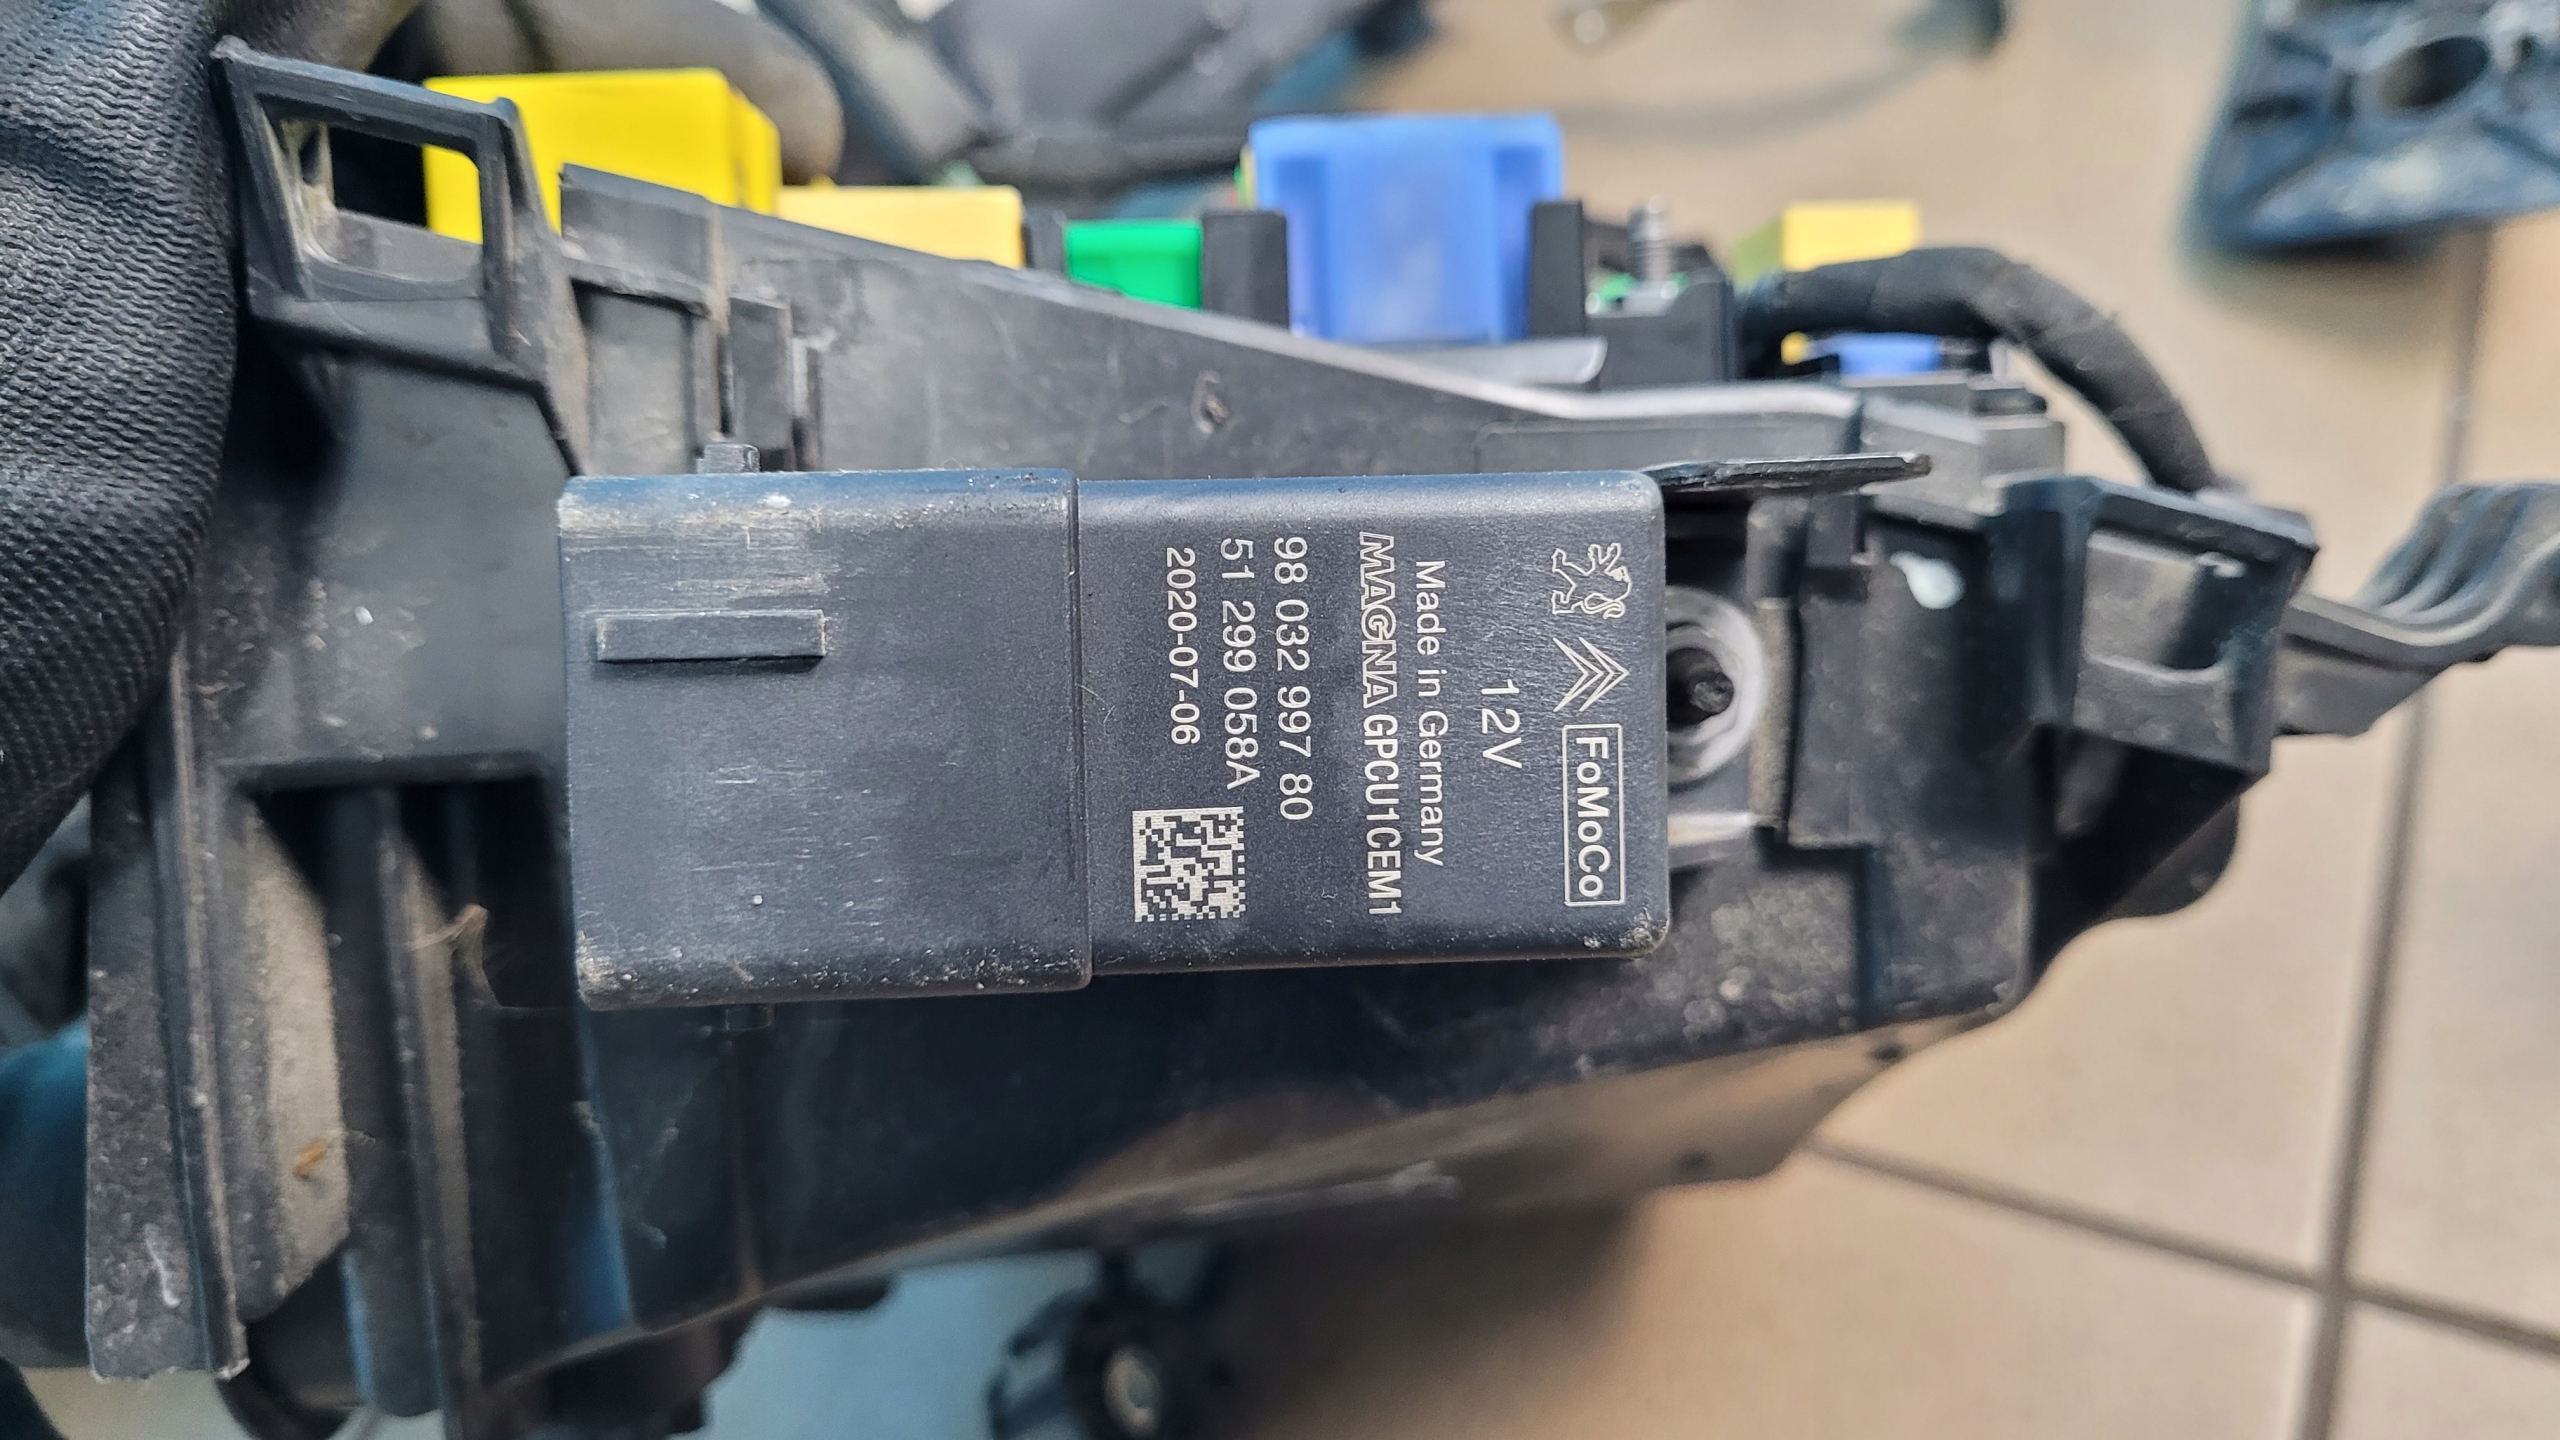 FoMoCo
12V
Made in Germany
MAGNA GPCU1CEM1
98 032 997 80
51 299 058A
2020-07-06